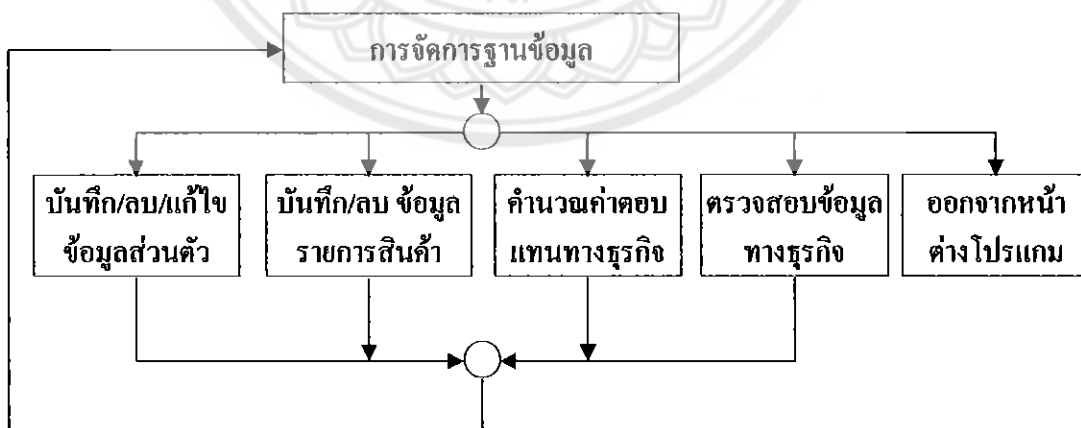 การจัดการฐานข้อมูล
บันทึก/ลบ/แก้ไข
ข้อมูลส่วนตัว
บันทึก/ลบ ข้อมูล
รายการสินค้า
คำนวณค่าตอบ
แทนทางธุรกิจ
ตรวจสอบข้อมูล
ทางธุรกิจ
ออกจากหน้า
ต่างโปรแกม